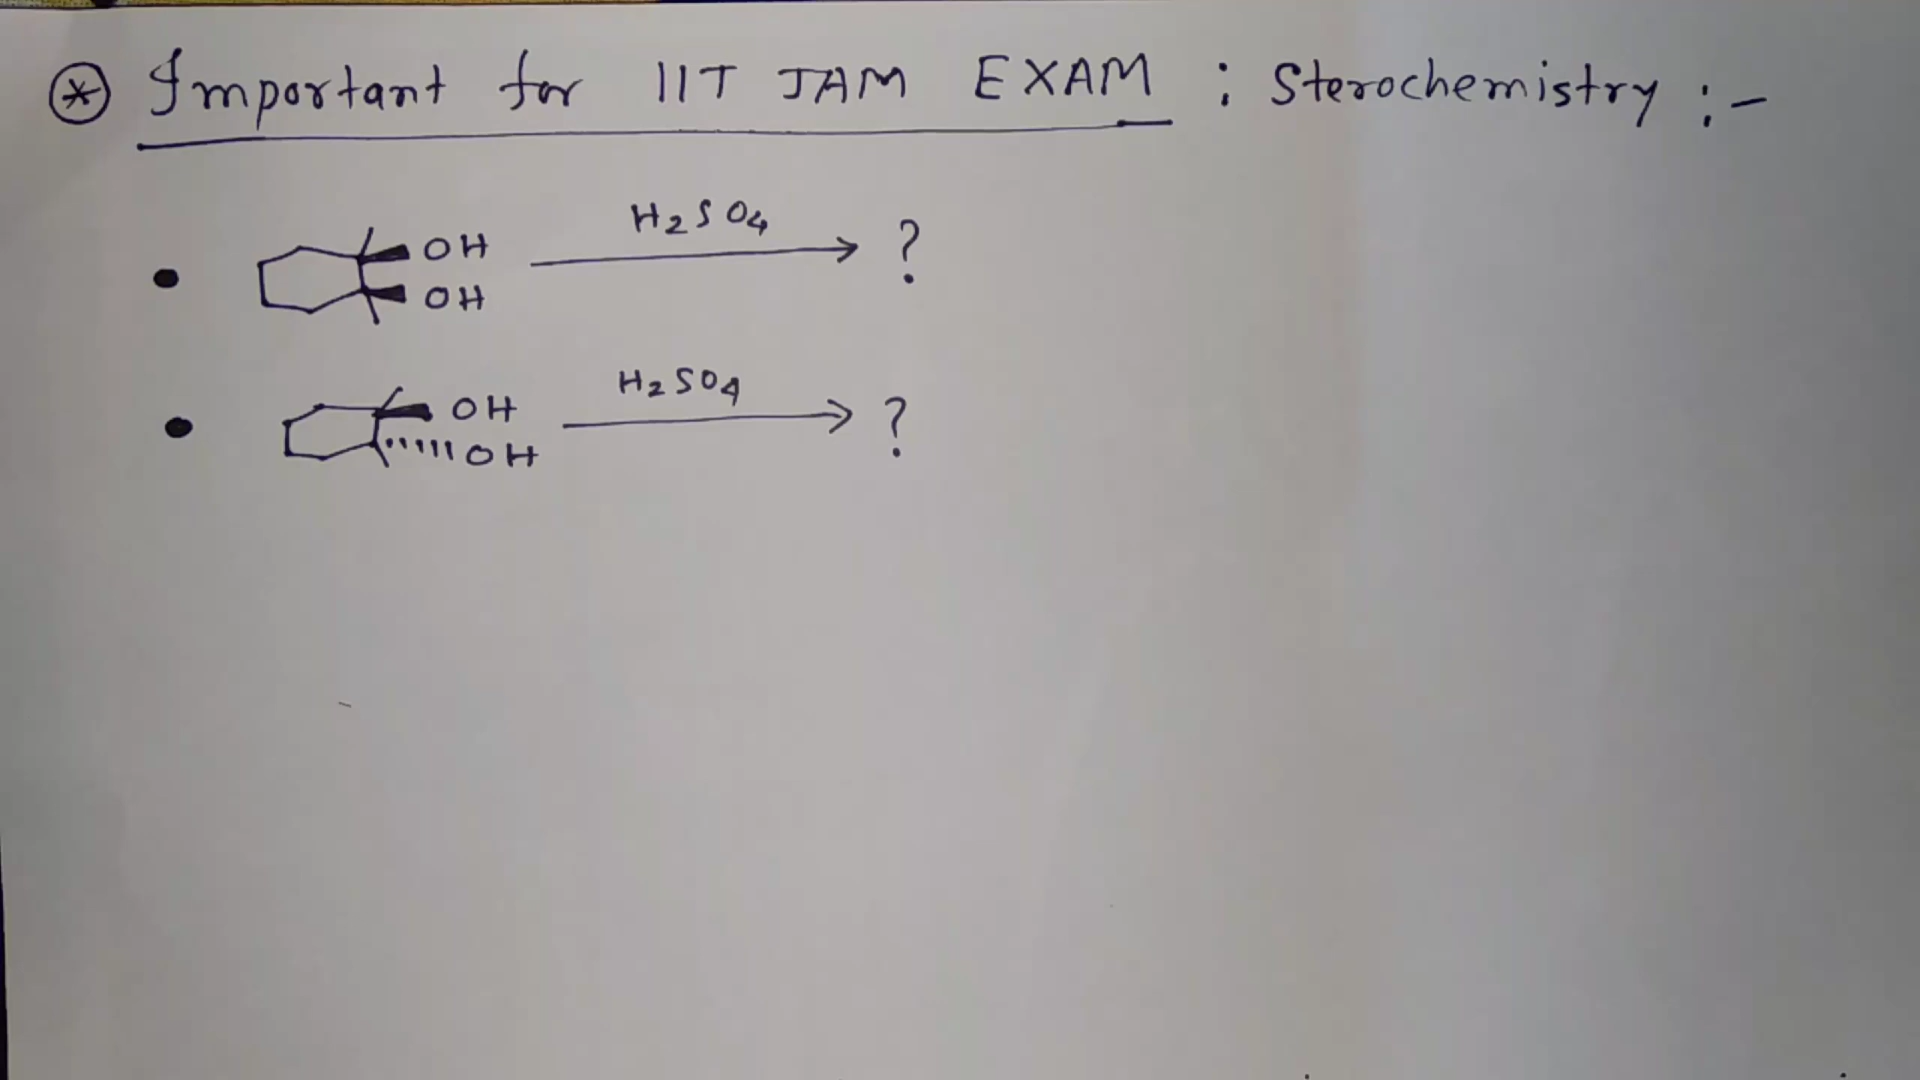 ⊛ Important for IIT JAM EXAM : Sterochemistry :-
H2SO4
OH
OH
?
H2SO4
OH
OH
?